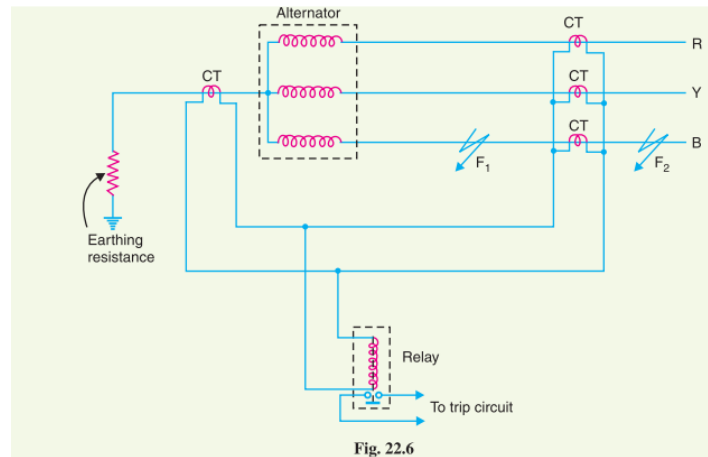 Alternator
CT
R
CT
CT
Y
CT
B
F1
F2
Earthing
resistance
Relay
To trip circuit
Fig. 22.6